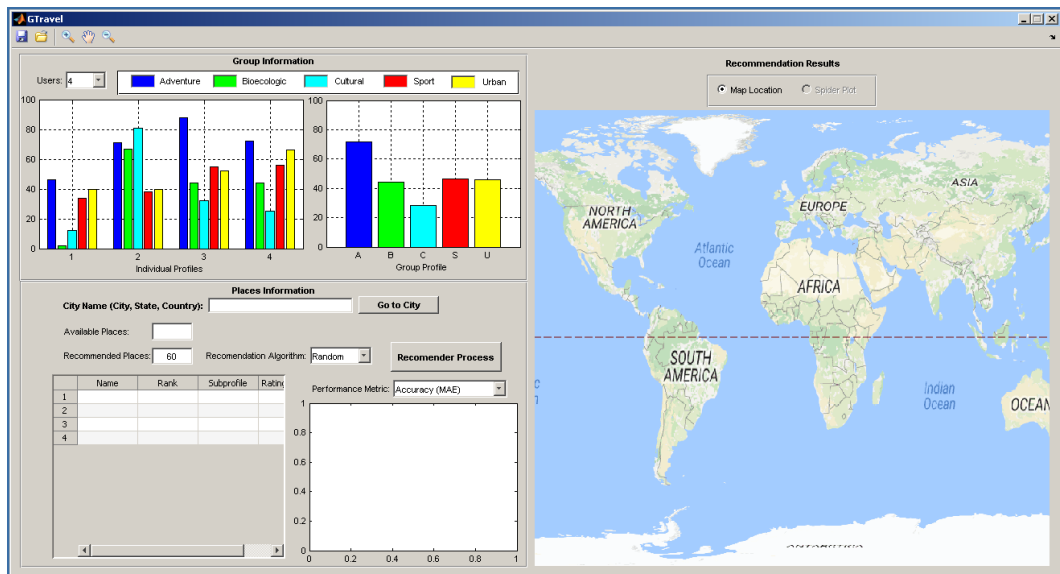 GTravel
Group Information
Users: 4
Adventure Bioecologic Cultural Sport Urban
100
80
60
40
20
0
1 2 3 4
Individual Profiles
100
80
60
40
20
0
A B C S U
Group Profile
Places Information
City Name (City, State, Country):
Go to City
Available Places:
Recommended Places: 60
Recomendation Algorithm: Random
Recomender Process
Name Rank Subprofile Rating
1
2
3
4
Performance Metric: Accuracy (MAE)
1
0.8
0.6
0.4
0.2
0
0 0.2 0.4 0.6 0.8 1
Recommendation Results
Map Location Spider Plot
ASIA
NORTH
AMERICA
EUROPE
Atlantic
Ocean
AFRICA
SOUTH
AMERICA
Indian
Ocean
OCEAN